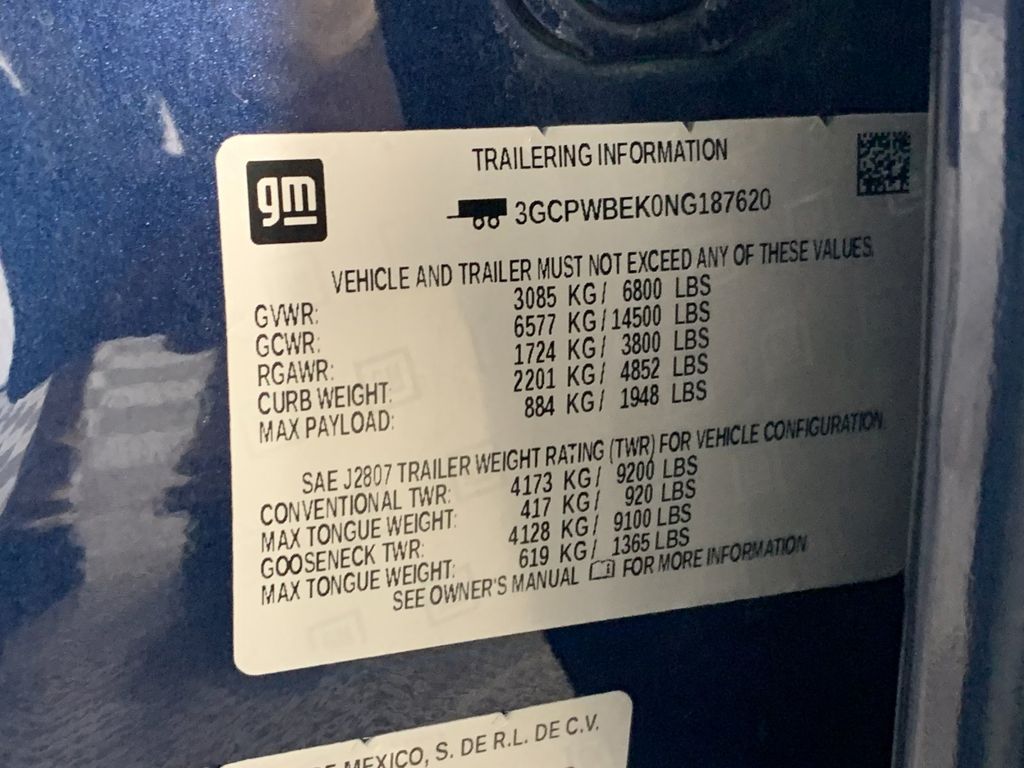 gm
TRAILERING INFORMATION
3GCPWBEK0NG187620
VEHICLE AND TRAILER MUST NOT EXCEED ANY OF THESE VALUES.
GVWR: 3085 KG/ 6800 LBS
GCWR: 6577 KG/14500 LBS
RGAWR: 1724 KG/ 3800 LBS
CURB WEIGHT: 2201 KG/ 4852 LBS
MAX PAYLOAD: 884 KG/ 1948 LBS
SAE J2807 TRAILER WEIGHT RATING (TWR) FOR VEHICLE CONFIGURATION
CONVENTIONAL TWR: 4173 KG/ 9200 LBS
MAX TONGUE WEIGHT: 417 KG/ 920 LBS
GOOSENECK TWR: 4128 KG/ 9100 LBS
MAX TONGUE WEIGHT: 619 KG/ 1365 LBS
SEE OWNER'S MANUAL FOR MORE INFORMATION
DE MEXICO, S. DE R.L. DE C.V.